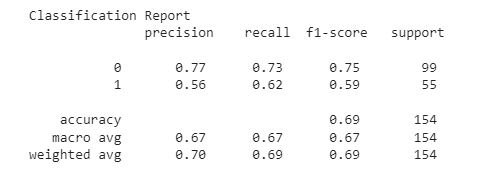 Classification Report
precision recall f1-score support
0 0.77 0.73 0.75 99
1 0.56 0.62 0.59 55
accuracy 0.69 154
macro avg 0.67 0.67 0.67 154
weighted avg 0.70 0.69 0.69 154